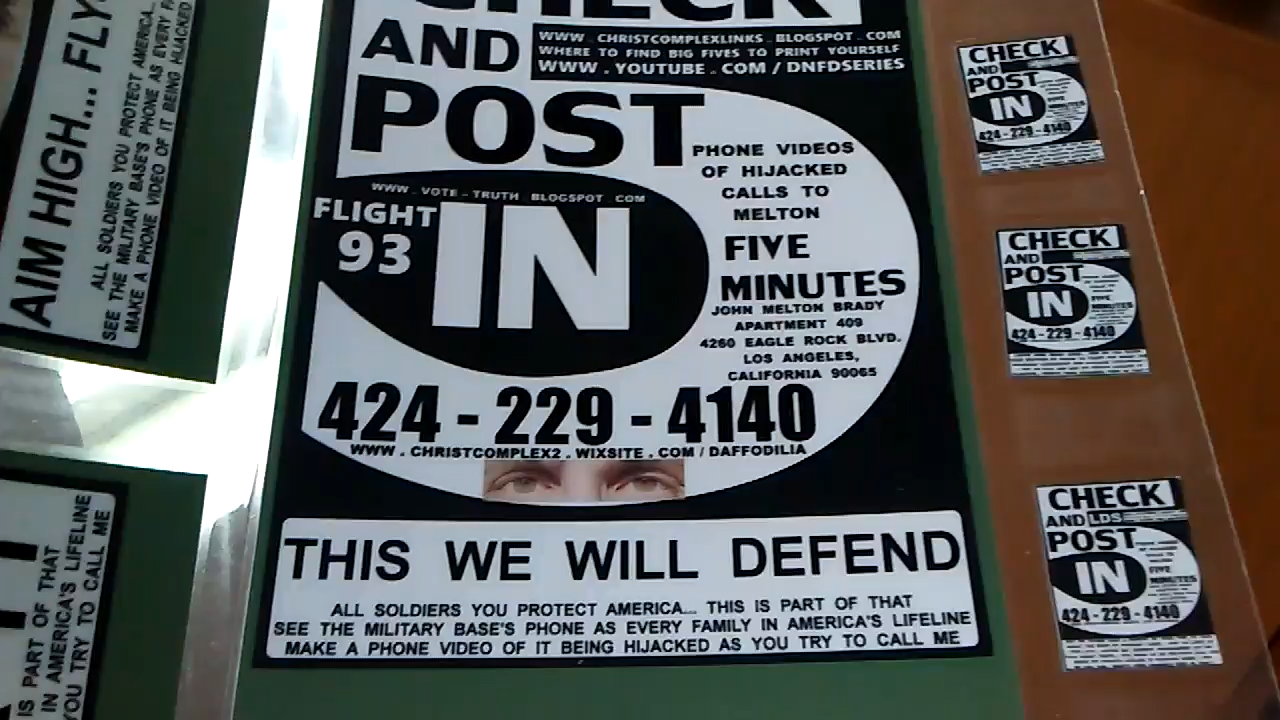 AIM HIGH... FLY
ALL SOLDIERS YOU PROTECT AMERICA...
SEE THE MILITARY BASE'S PHONE AS EVERY
MAKE A PHONE VIDEO OF IT BEING HIJACKED
IS PART OF THAT
IN AMERICA'S LIFELINE
YOU TRY TO CALL ME
CHECK
AND
WWW . CHRISTCOMPLEXLINKS . BLOGSPOT . COM
WHERE TO FIND BIG FIVES TO PRINT YOURSELF
WWW . YOUTUBE . COM / DNFDSERIES
POST
PHONE VIDEOS
OF HIJACKED
CALLS TO
MELTON
FIVE
MINUTES
JOHN MELTON BRADY
APARTMENT 409
4260 EAGLE ROCK BLVD.
LOS ANGELES,
CALIFORNIA 90065
WWW . VOTE - TRUTH BLOGSPOT COM
FLIGHT
93
IN
424 - 229 - 4140
WWW . CHRISTCOMPLEX2 . WIXSITE . COM / DAFFODILIA
THIS WE WILL DEFEND
ALL SOLDIERS YOU PROTECT AMERICA... THIS IS PART OF THAT
SEE THE MILITARY BASE'S PHONE AS EVERY FAMILY IN AMERICA'S LIFELINE
MAKE A PHONE VIDEO OF IT BEING HIJACKED AS YOU TRY TO CALL ME
CHECK
AND
POST
IN
FIVE
MINUTES
424 - 229 - 4140
CHECK
AND
POST
IN
FIVE
MINUTES
424 - 229 - 4140
CHECK
AND LDS
POST
IN
FIVE
MINUTES
424 - 229 - 4140